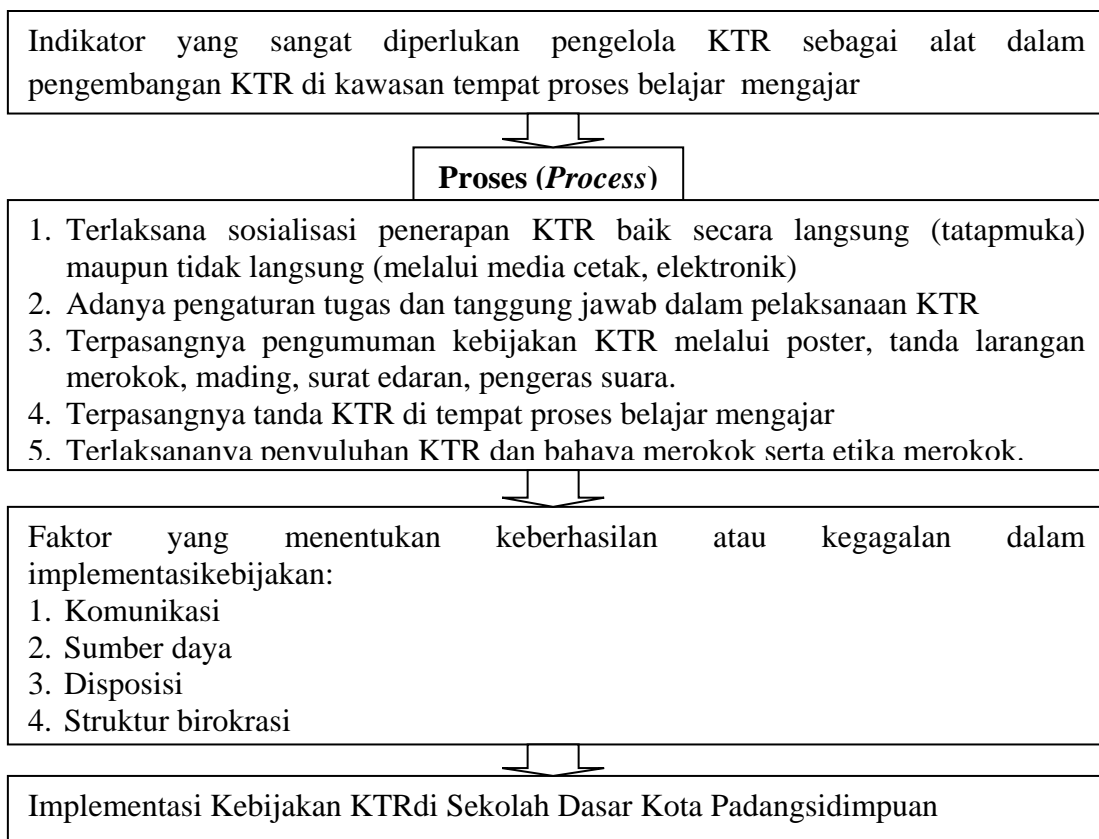 Indikator yang sangat diperlukan pengelola KTR sebagai alat dalam
pengembangan KTR di kawasan tempat proses belajar mengajar
Proses (Process)
1. Terlaksana sosialisasi penerapan KTR baik secara langsung (tatapmuka)
maupun tidak langsung (melalui media cetak, elektronik)
2. Adanya pengaturan tugas dan tanggung jawab dalam pelaksanaan KTR
3. Terpasangnya pengumuman kebijakan KTR melalui poster, tanda larangan
merokok, mading, surat edaran, pengeras suara.
4. Terpasangnya tanda KTR di tempat proses belajar mengajar
5. Terlaksananya penyuluhan KTR dan bahaya merokok serta etika merokok.
Faktor yang menentukan keberhasilan atau kegagalan dalam
implementasikebijakan:
1. Komunikasi
2. Sumber daya
3. Disposisi
4. Struktur birokrasi
Implementasi Kebijakan KTRdi Sekolah Dasar Kota Padangsidimpuan